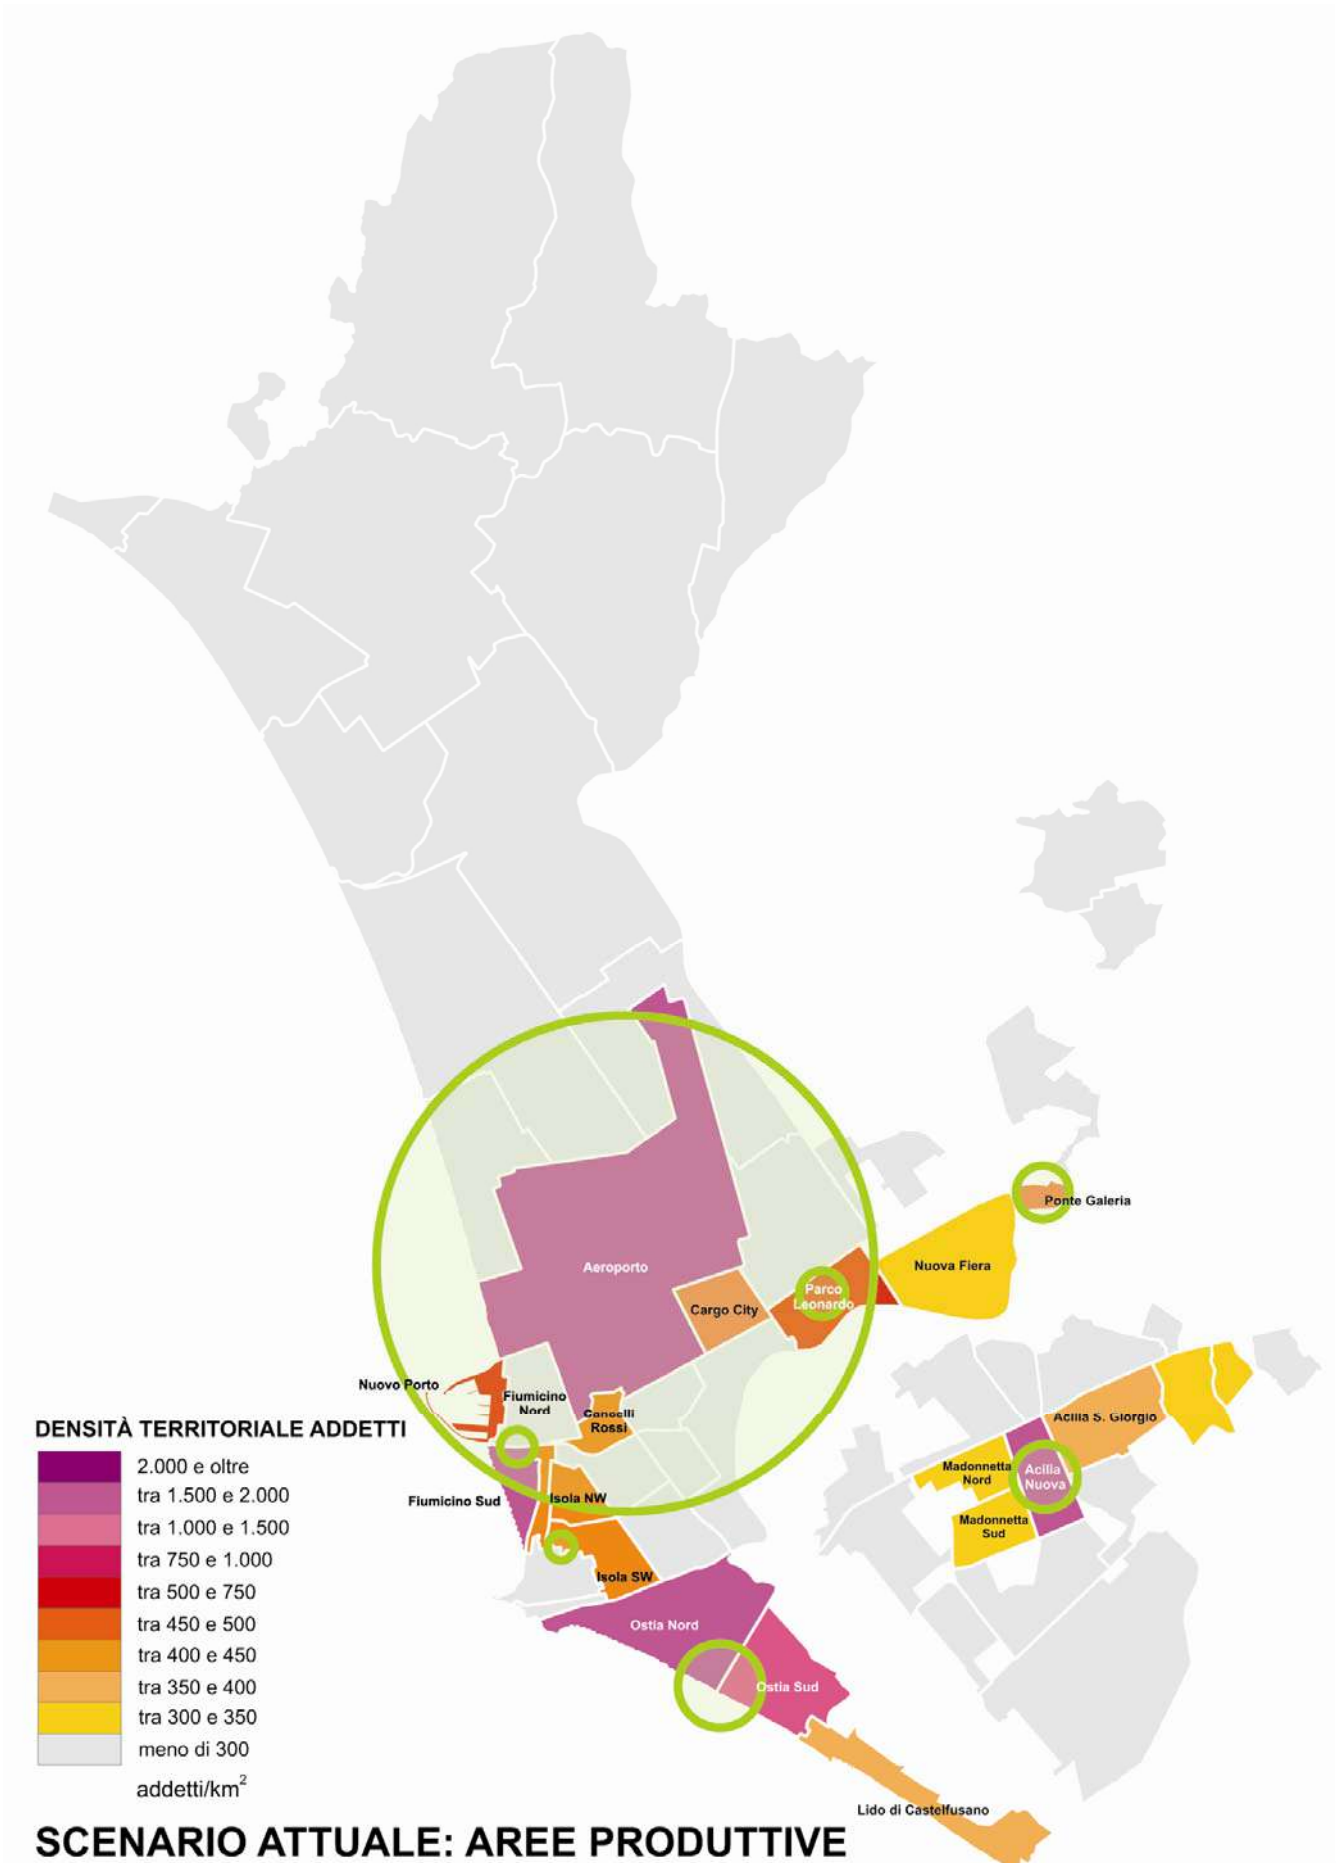 Ponte Galeria
Nuova Fiera
Aeroporto
Parco
Leonardo
Cargo City
Nuovo Porto
Fiumicino
Nord
Cancelli
Rossi
Acilia S. Giorgio
DENSITÀ TERRITORIALE ADDETTI
2.000 e oltre
tra 1.500 e 2.000
tra 1.000 e 1.500
tra 750 e 1.000
tra 500 e 750
tra 450 e 500
tra 400 e 450
tra 350 e 400
tra 300 e 350
meno di 300
addetti/km²
Madonnetta
Nord
Acilia
Nuova
Fiumicino Sud
Isola NW
Madonnetta
Sud
Isola SW
Ostia Nord
Ostia Sud
Lido di Castelfusano
SCENARIO ATTUALE: AREE PRODUTTIVE